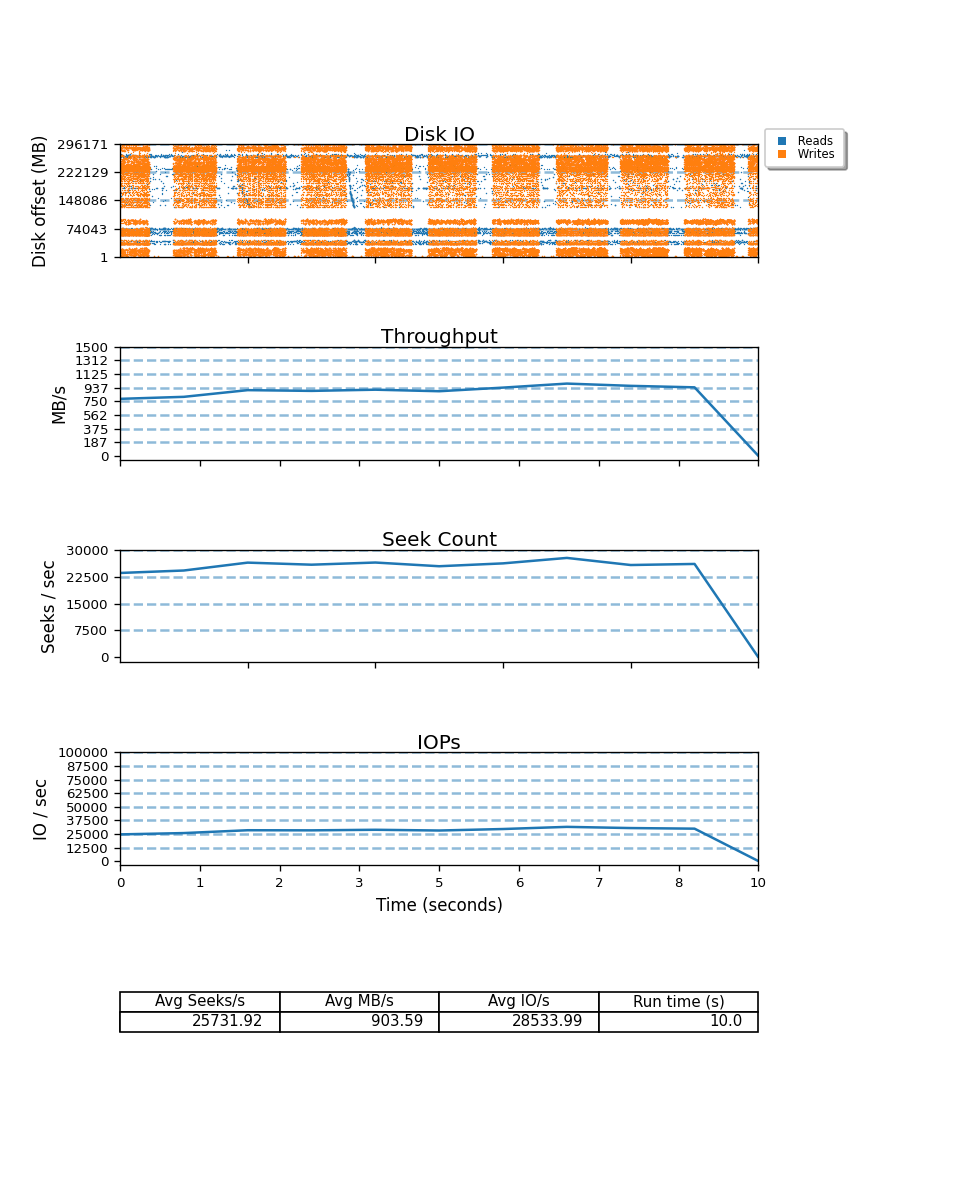 Disk IO
Disk offset (MB)
296171
222129
148086
74043
1
Reads
Writes
Throughput
MB/s
1500
1312
1125
937
750
562
375
187
0
Seek Count
Seeks / sec
30000
22500
15000
7500
0
IOPs
IO / sec
100000
87500
75000
62500
50000
37500
25000
12500
0
0 1 2 3 5 6 7 8 10
Time (seconds)
Avg Seeks/s Avg MB/s Avg IO/s Run time (s)
25731.92 903.59 28533.99 10.0